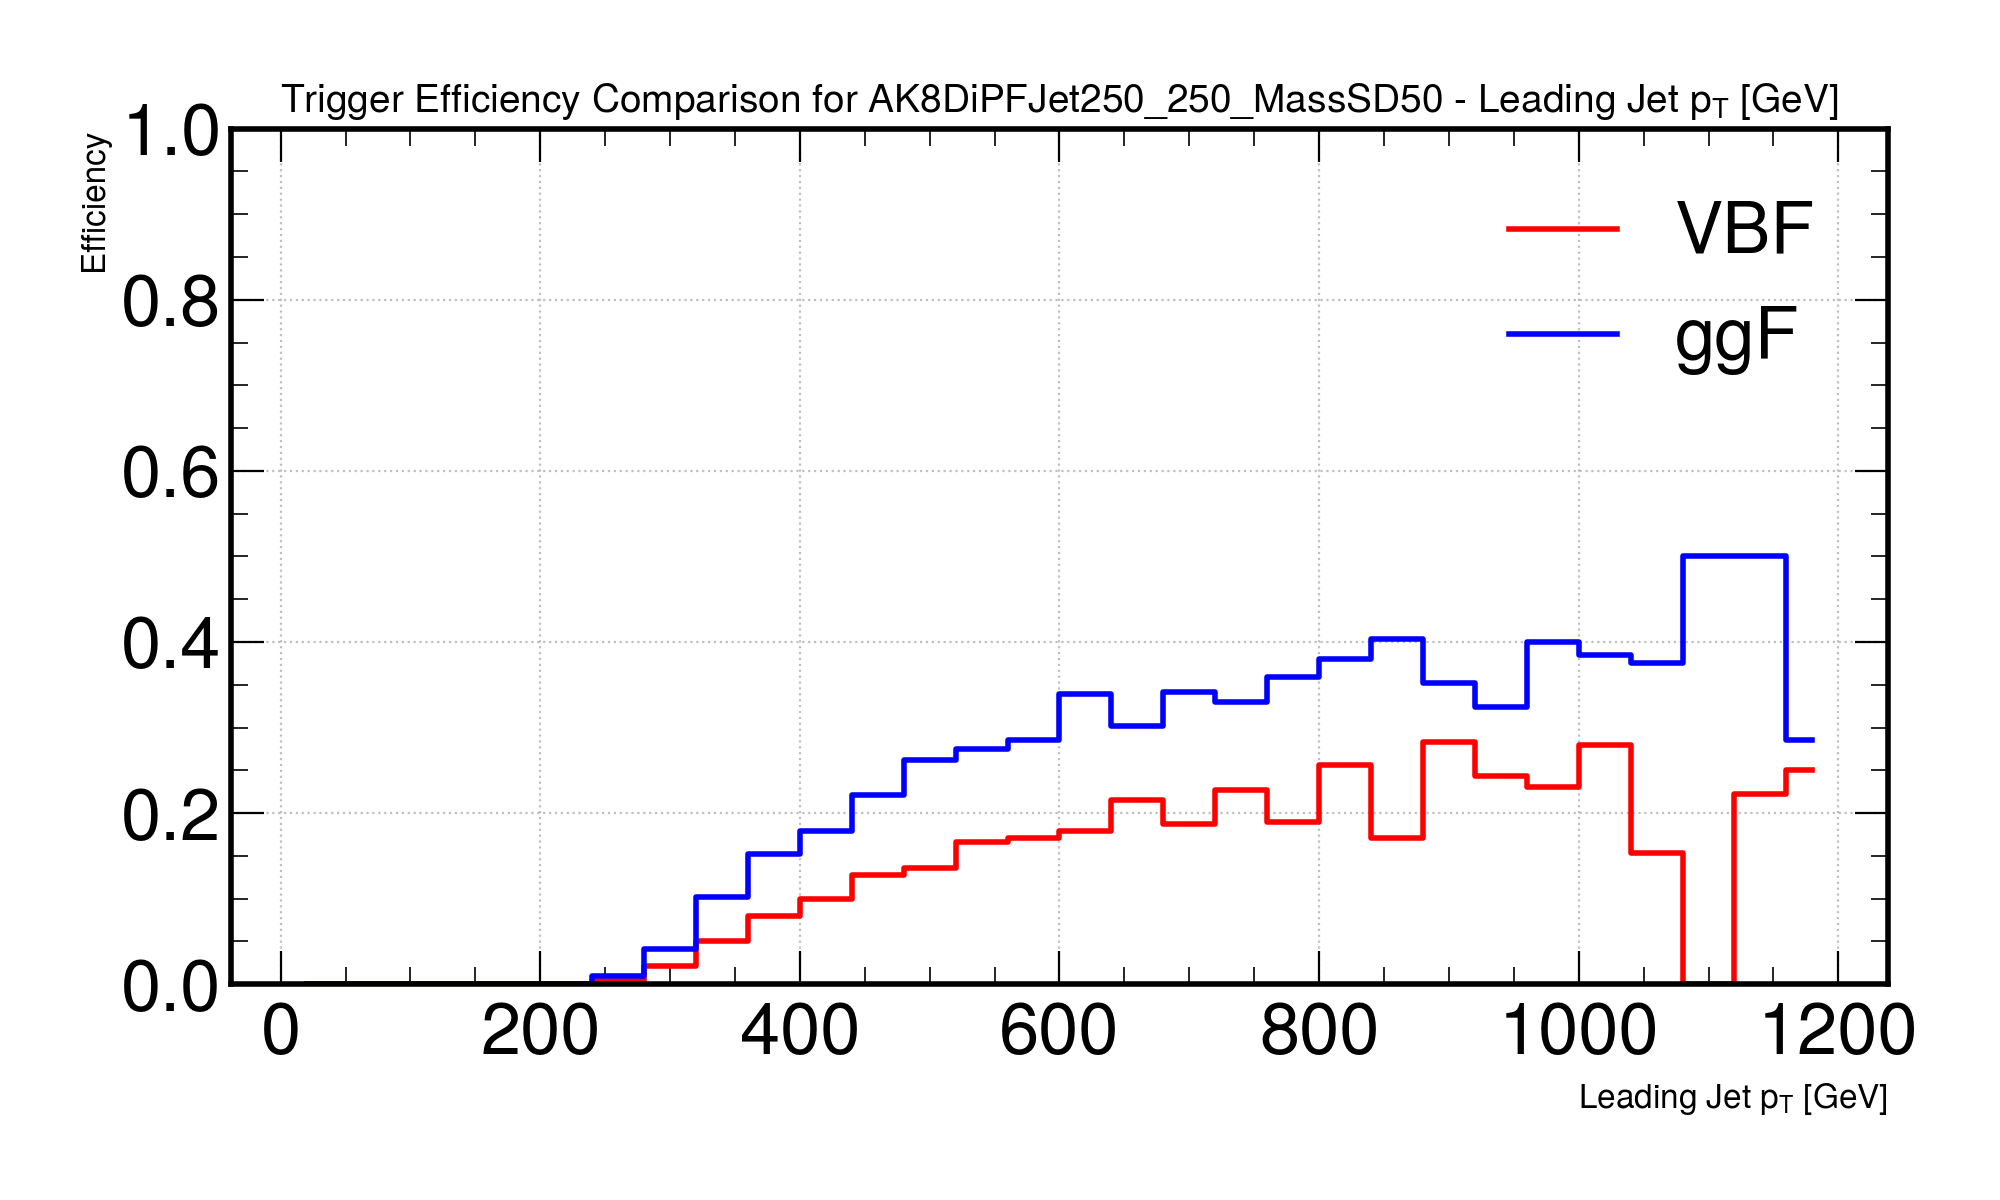 Trigger Efficiency Comparison for AK8DiPFJet250_250_MassSD50 - Leading Jet pT [GeV]
Efficiency
1.0
0.8
0.6
0.4
0.2
0.0
VBF
ggF
0 200 400 600 800 1000 1200
Leading Jet pT [GeV]